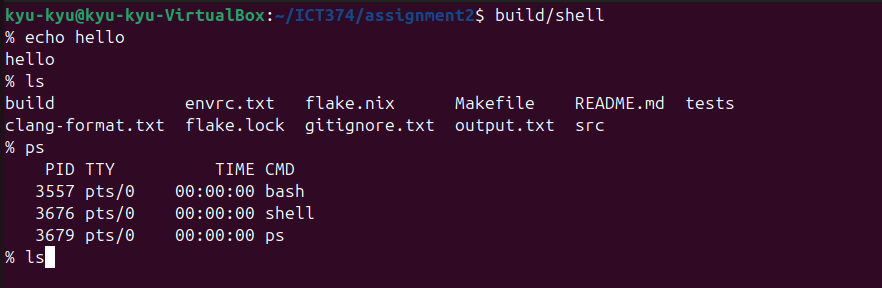 kyu-kyu@kyu-kyu-VirtualBox:~/ICT374/assignment2$ build/shell
% echo hello
hello
% ls
build             envrc.txt   flake.nix      Makefile    README.md  tests
clang-format.txt  flake.lock  gitignore.txt  output.txt  src
% ps
    PID TTY          TIME CMD
   3557 pts/0    00:00:00 bash
   3676 pts/0    00:00:00 shell
   3679 pts/0    00:00:00 ps
% ls